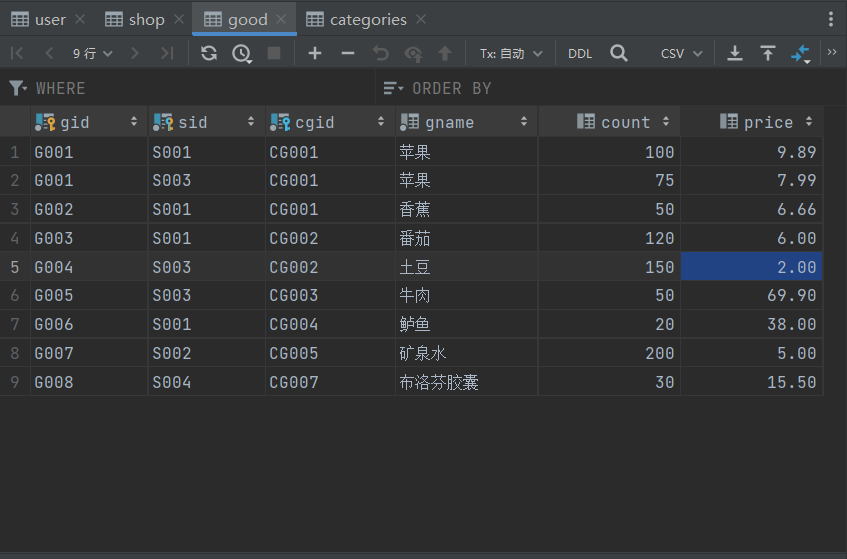 user shop good categories
9 行 Tx: 自动 DDL CSV
WHERE ORDER BY
gid sid cgid gname count price
1 G001 S001 CG001 苹果 100 9.89
2 G001 S003 CG001 苹果 75 7.99
3 G002 S001 CG001 香蕉 50 6.66
4 G003 S001 CG002 番茄 120 6.00
5 G004 S003 CG002 土豆 150 2.00
6 G005 S003 CG003 牛肉 50 69.90
7 G006 S001 CG004 鲈鱼 20 38.00
8 G007 S002 CG005 矿泉水 200 5.00
9 G008 S004 CG007 布洛芬胶囊 30 15.50